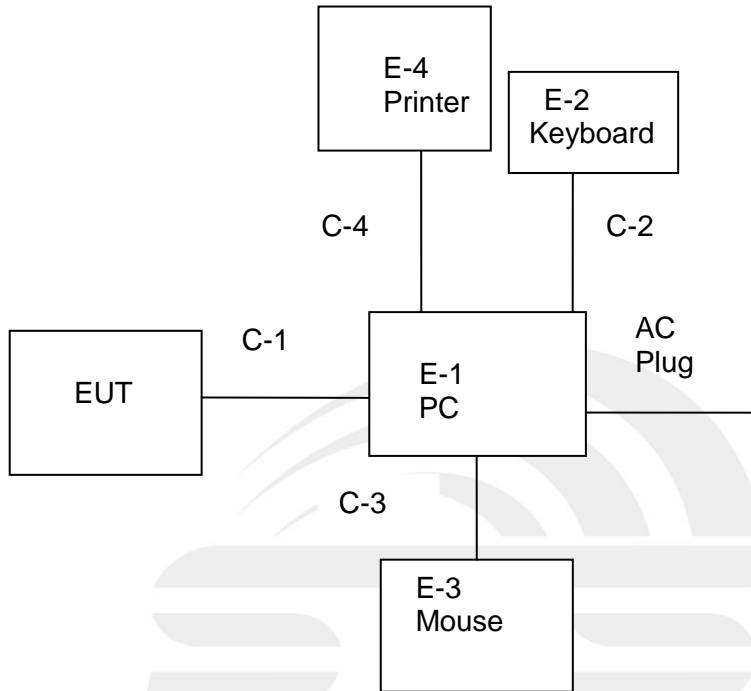 E-4
Printer
E-2
Keyboard
C-4
C-2
C-1
AC
Plug
EUT
E-1
PC
C-3
E-3
Mouse